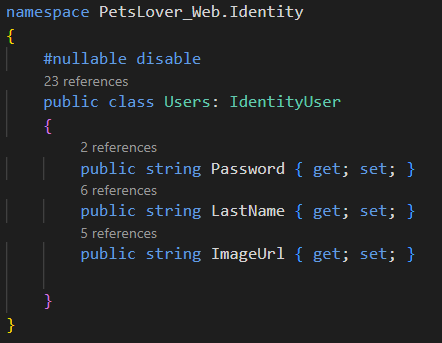 namespace PetsLover_Web.Identity
{
#nullable disable
23 references
public class Users: IdentityUser
{
2 references
public string Password { get; set; }
6 references
public string LastName { get; set; }
5 references
public string ImageUrl { get; set; }
}
}